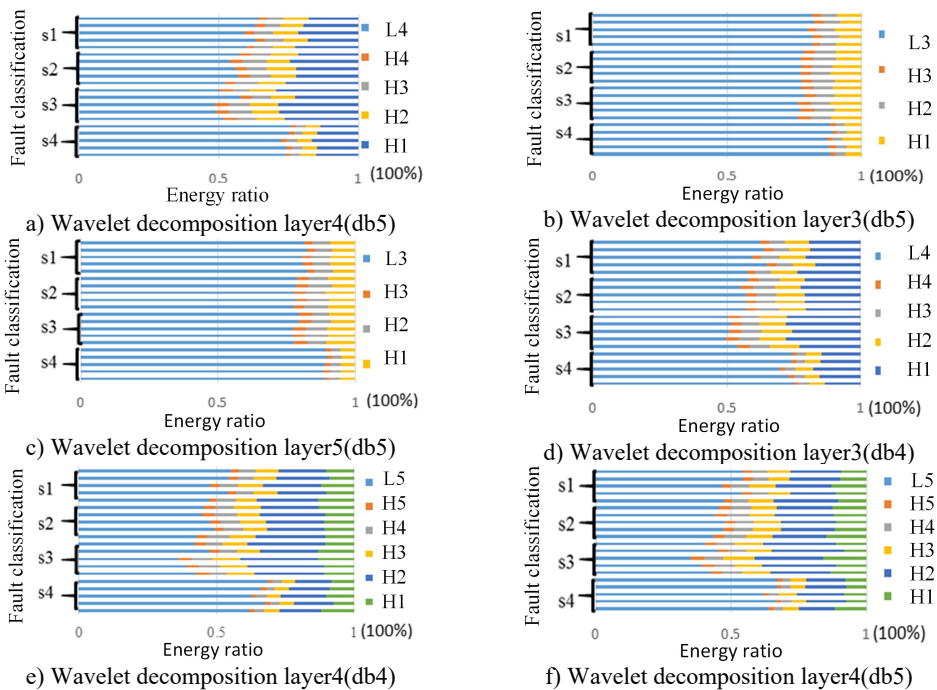 Fault classification
s1
s2
s3
s4
L4
H4
H3
H2
H1
0
0.5
1 (100%)
Energy ratio
a) Wavelet decomposition layer4(db5)
Fault classification
s1
s2
s3
s4
L3
H3
H2
H1
0
0.5
1 (100%)
Energy ratio
b) Wavelet decomposition layer3(db5)
Fault classification
s1
s2
s3
s4
L3
H3
H2
H1
0
0.5
1 (100%)
Energy ratio
c) Wavelet decomposition layer5(db5)
Fault classification
s1
s2
s3
s4
L4
H4
H3
H2
H1
0
0.5
1 (100%)
Energy ratio
d) Wavelet decomposition layer3(db4)
Fault classification
s1
s2
s3
s4
L5
H5
H4
H3
H2
H1
0
0.5
1 (100%)
Energy ratio
e) Wavelet decomposition layer4(db4)
Fault classification
s1
s2
s3
s4
L5
H5
H4
H3
H2
H1
0
0.5
1 (100%)
Energy ratio
f) Wavelet decomposition layer4(db5)